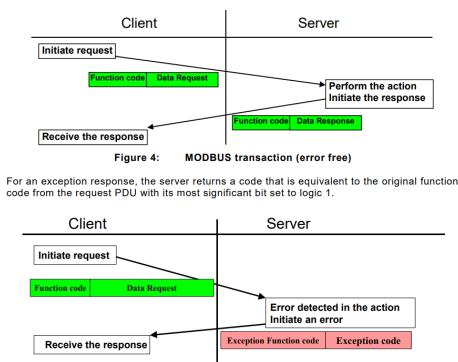 Client Server
Initiate request
Function code Data Request
Perform the action
Initiate the response
Function code Data Response
Receive the response
Figure 4: MODBUS transaction (error free)
For an exception response, the server returns a code that is equivalent to the original function
code from the request PDU with its most significant bit set to logic 1.
Client Server
Initiate request
Function code Data Request
Error detected in the action
Initiate an error
Exception Function code Exception code
Receive the response